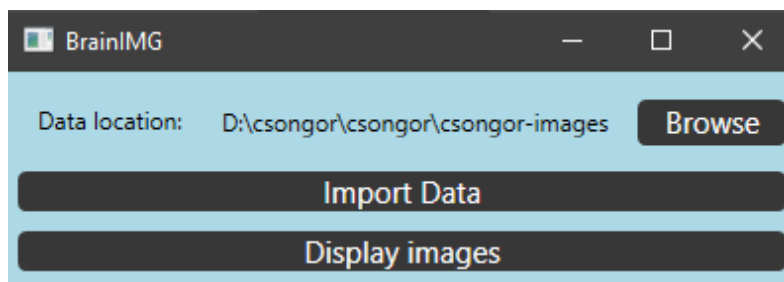 BrainIMG
Data location: D:\csongor\csongor\csongor-images Browse
Import Data
Display images